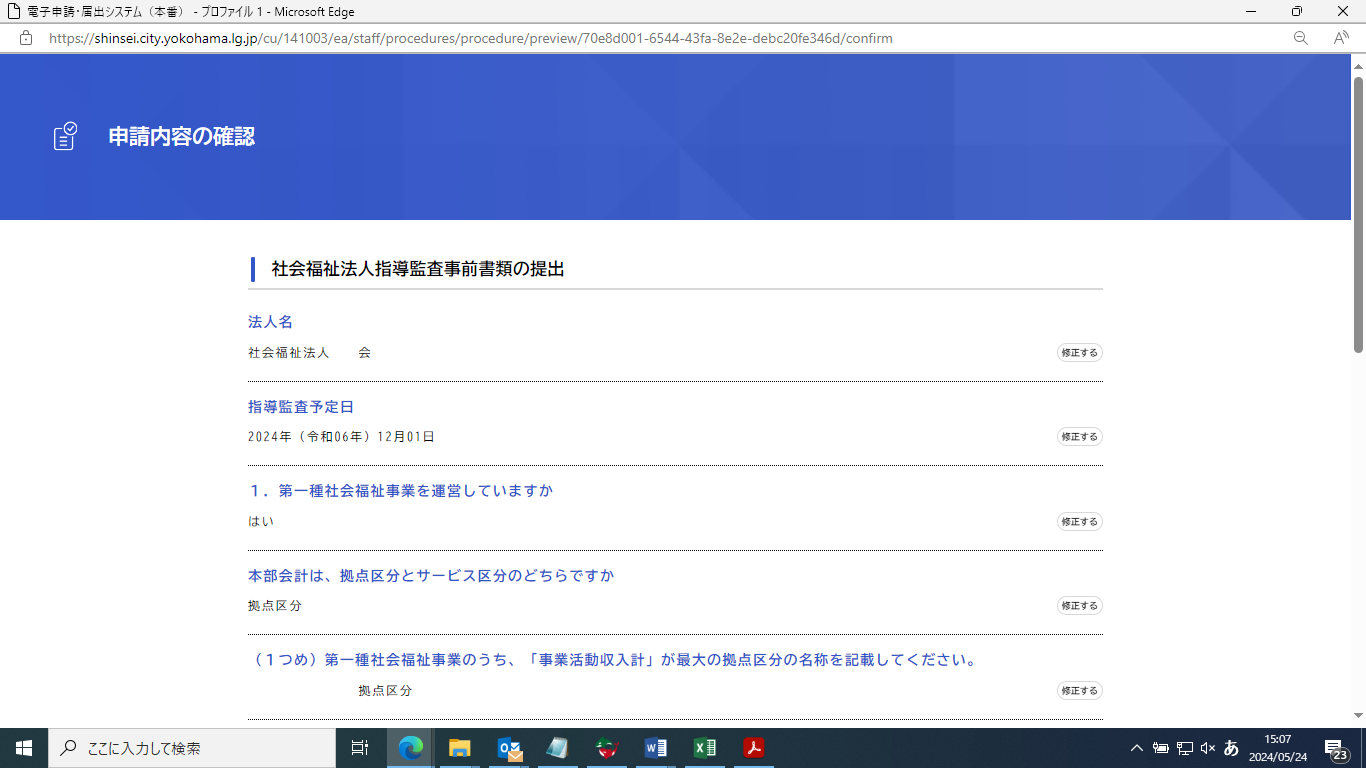 電子申請・届出システム（本番） - プロファイル 1 - Microsoft Edge
https://shinsei.city.yokohama.lg.jp/cu/141003/ea/staff/procedures/procedure/preview/70e8d001-6544-43fa-8e2e-debc20fe346d/confirm
申請内容の確認
社会福祉法人指導監査事前書類の提出
法人名
社会福祉法人　　会
修正する
指導監査予定日
2024年（令和06年）12月01日
修正する
１．第一種社会福祉事業を運営していますか
はい
修正する
本部会計は、拠点区分とサービス区分のどちらですか
拠点区分
修正する
（１つめ）第一種社会福祉事業のうち、「事業活動収入計」が最大の拠点区分の名称を記載してください。
拠点区分
修正する
ここに入力して検索
あ
15:07
2024/05/24
23